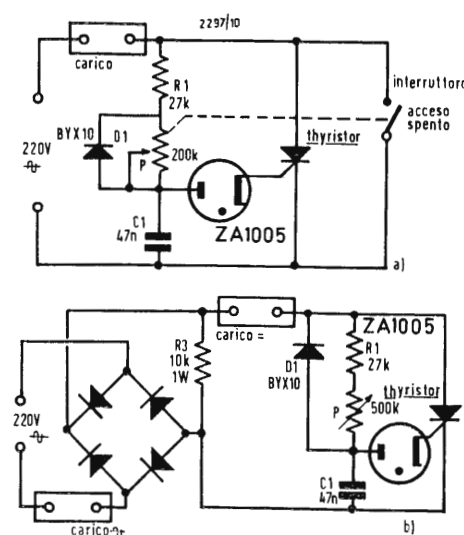 2297/10
carico
R1
27k
interruttore
acceso
spento
BYX10
D1
thyristor
220V
P
200k
C1
47n
ZA1005
a)
carico =
ZA1005
R3
10k
1W
D1
BYX10
R1
27k
thyristor
220V
P
500k
C1
47n
carico~
b)